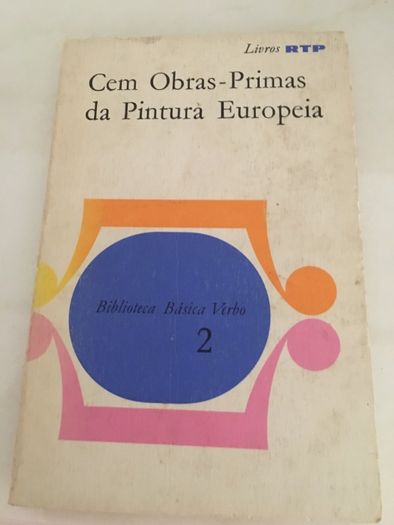 Livros RTP
Cem Obras-Primas
da Pintura Europeia
Biblioteca Básica Verbo
2